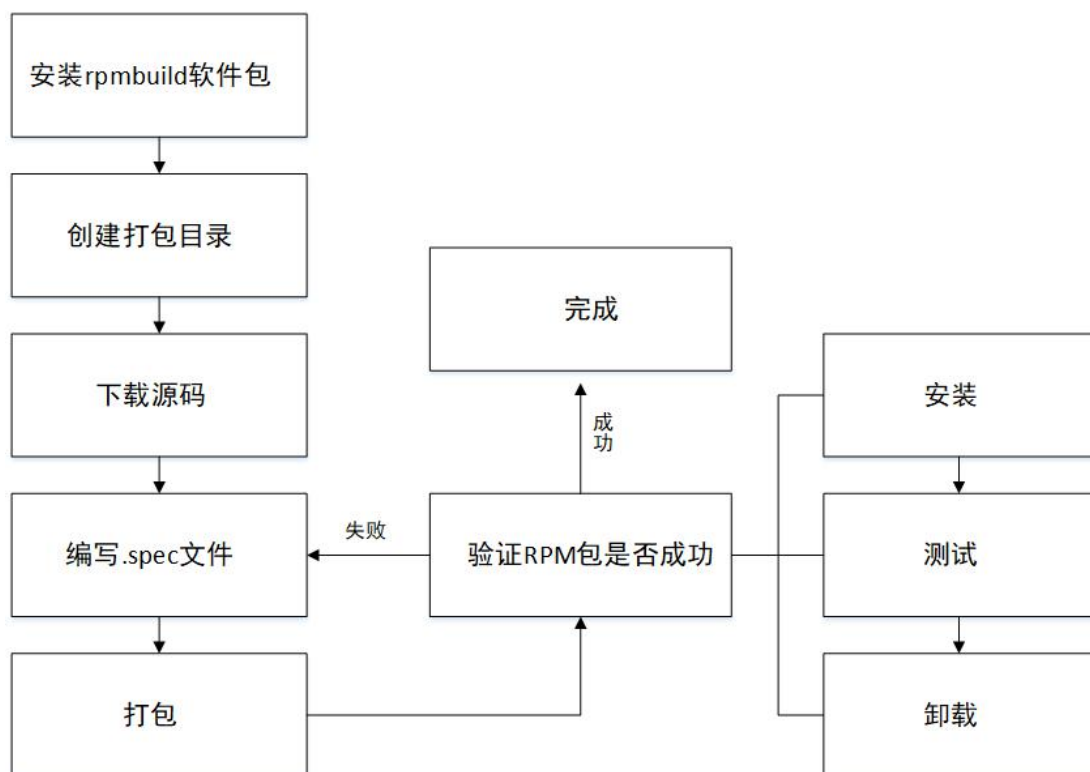 安装rpmbuild软件包
创建打包目录
下载源码
编写.spec文件
打包
完成
成
功
失败
验证RPM包是否成功
安装
测试
卸载